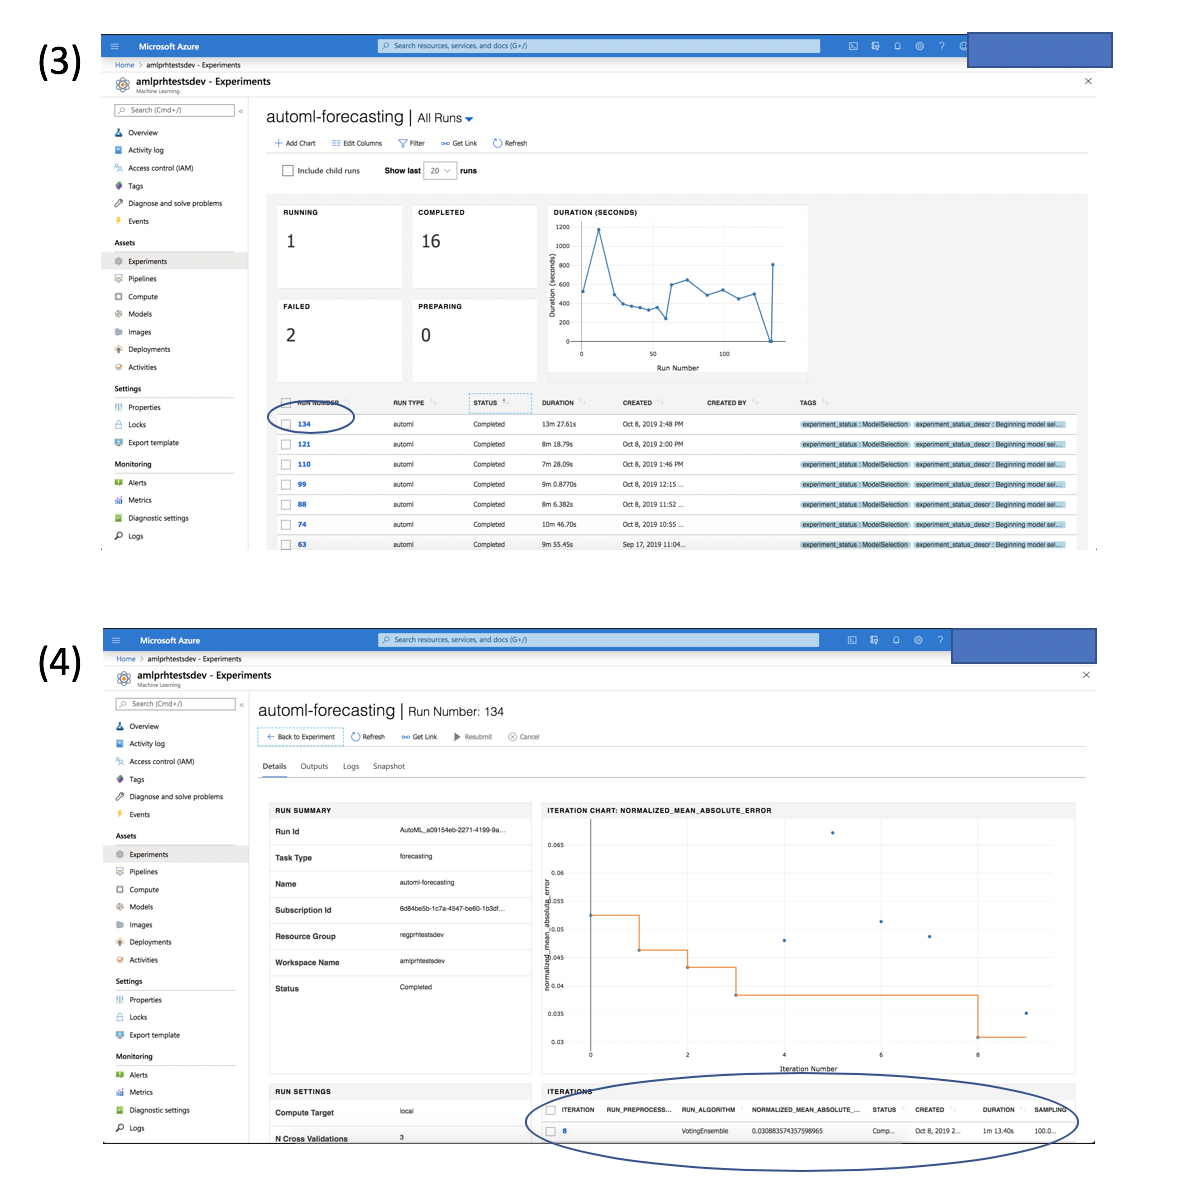 (3)
Microsoft Azure
Search resources, services, and docs (G+/)
Home > amlprhtestsdev - Experiments
amlprhtestsdev - Experiments
Machine Learning
Search (Cmd+/)
Overview
Activity log
Access control (IAM)
Tags
Diagnose and solve problems
Events
Assets
Experiments
Pipelines
Compute
Models
Images
Deployments
Activities
Settings
Properties
Locks
Export template
Monitoring
Alerts
Metrics
Diagnostic settings
Logs
automl-forecasting | All Runs
Add Chart Edit Columns Filter Get Link Refresh
Include child runs Show last 20 runs
RUNNING
1
COMPLETED
16
FAILED
2
PREPARING
0
DURATION (SECONDS)
Duration (seconds)
1200
1000
800
600
400
200
0
0 50 100
Run Number
RUN NUMBER RUN TYPE STATUS DURATION CREATED CREATED BY TAGS
134 automl Completed 13m 27.61s Oct 8, 2019 2:48 PM experiment_status : ModelSelection experiment_status_descr : Beginning model sel...
121 automl Completed 8m 18.79s Oct 8, 2019 2:00 PM experiment_status : ModelSelection experiment_status_descr : Beginning model sel...
110 automl Completed 7m 28.09s Oct 8, 2019 1:46 PM experiment_status : ModelSelection experiment_status_descr : Beginning model sel...
99 automl Completed 9m 0.8770s Oct 8, 2019 12:15 ... experiment_status : ModelSelection experiment_status_descr : Beginning model sel...
88 automl Completed 8m 6.382s Oct 8, 2019 11:52 ... experiment_status : ModelSelection experiment_status_descr : Beginning model sel...
74 automl Completed 10m 46.70s Oct 8, 2019 10:55 ... experiment_status : ModelSelection experiment_status_descr : Beginning model sel...
63 automl Completed 9m 55.45s Sep 17, 2019 11:04... experiment_status : ModelSelection experiment_status_descr : Beginning model sel...
(4)
Microsoft Azure
Search resources, services, and docs (G+/)
Home > amlprhtestsdev - Experiments
amlprhtestsdev - Experiments
Machine Learning
Search (Cmd+/)
Overview
Activity log
Access control (IAM)
Tags
Diagnose and solve problems
Events
Assets
Experiments
Pipelines
Compute
Models
Images
Deployments
Activities
Settings
Properties
Locks
Export template
Monitoring
Alerts
Metrics
Diagnostic settings
Logs
automl-forecasting | Run Number: 134
Back to Experiment Refresh Get Link Resubmit Cancel
Details Outputs Logs Snapshot
RUN SUMMARY
Run Id AutoML_a09154eb-2271-4199-9a...
Task Type forecasting
Name automl-forecasting
Subscription Id 6d84be5b-1c7a-4547-be60-1b3df...
Resource Group regprhtestsdev
Workspace Name amlprhtestsdev
Status Completed
RUN SETTINGS
Compute Target local
N Cross Validations 3
ITERATION CHART: NORMALIZED_MEAN_ABSOLUTE_ERROR
normalized_mean_absolute_error
0.065
0.06
0.055
0.05
0.045
0.04
0.035
0.03
0 2 4 6 8
Iteration Number
ITERATIONS
ITERATION RUN_PREPROCESS... RUN_ALGORITHM NORMALIZED_MEAN_ABSOLUTE_... STATUS CREATED DURATION SAMPLING
8 VotingEnsemble 0.030883574357598965 Comp... Oct 8, 2019 2... 1m 13.40s 100.0...